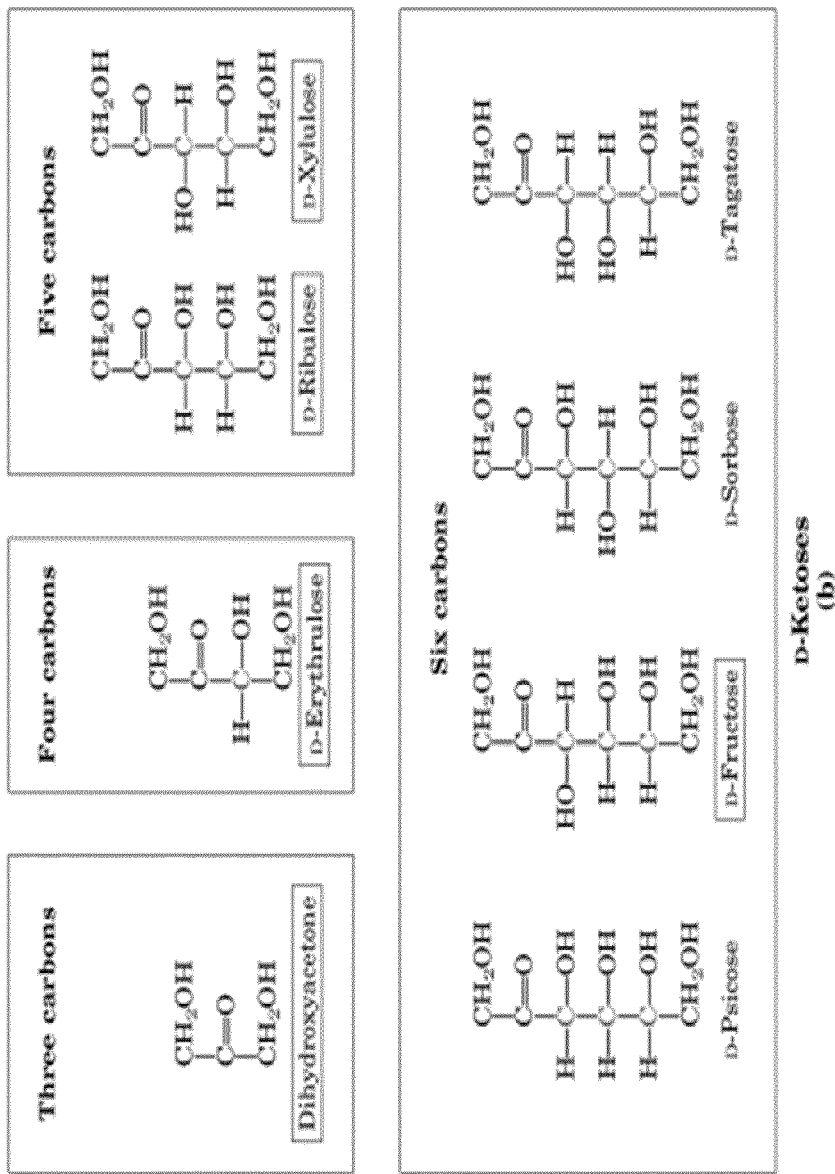 Three carbons
CH₂OH
C=O
CH₂OH
Dihydroxyacetone
Four carbons
CH₂OH
C=O
H—C—OH
CH₂OH
D-Erythrulose
Five carbons
CH₂OH
C=O
H—C—OH
H—C—OH
CH₂OH
D-Ribulose
CH₂OH
C=O
HO—C—H
H—C—OH
CH₂OH
D-Xylulose
Six carbons
CH₂OH
C=O
H—C—OH
H—C—OH
H—C—OH
CH₂OH
D-Psicose
CH₂OH
C=O
HO—C—H
H—C—OH
H—C—OH
CH₂OH
D-Fructose
CH₂OH
C=O
H—C—OH
HO—C—H
H—C—OH
CH₂OH
D-Sorbose
CH₂OH
C=O
HO—C—H
HO—C—H
H—C—OH
CH₂OH
D-Tagatose
D-Ketoses
(b)